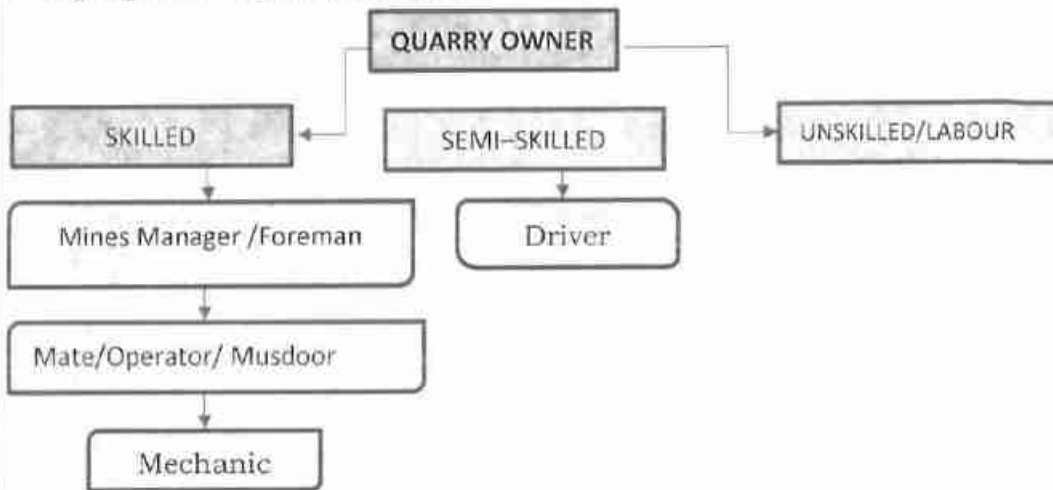 QUARRY OWNER
SKILLED
SEMI–SKILLED
UNSKILLED/LABOUR
Mines Manager /Foreman
Driver
Mate/Operator/ Musdoor
Mechanic